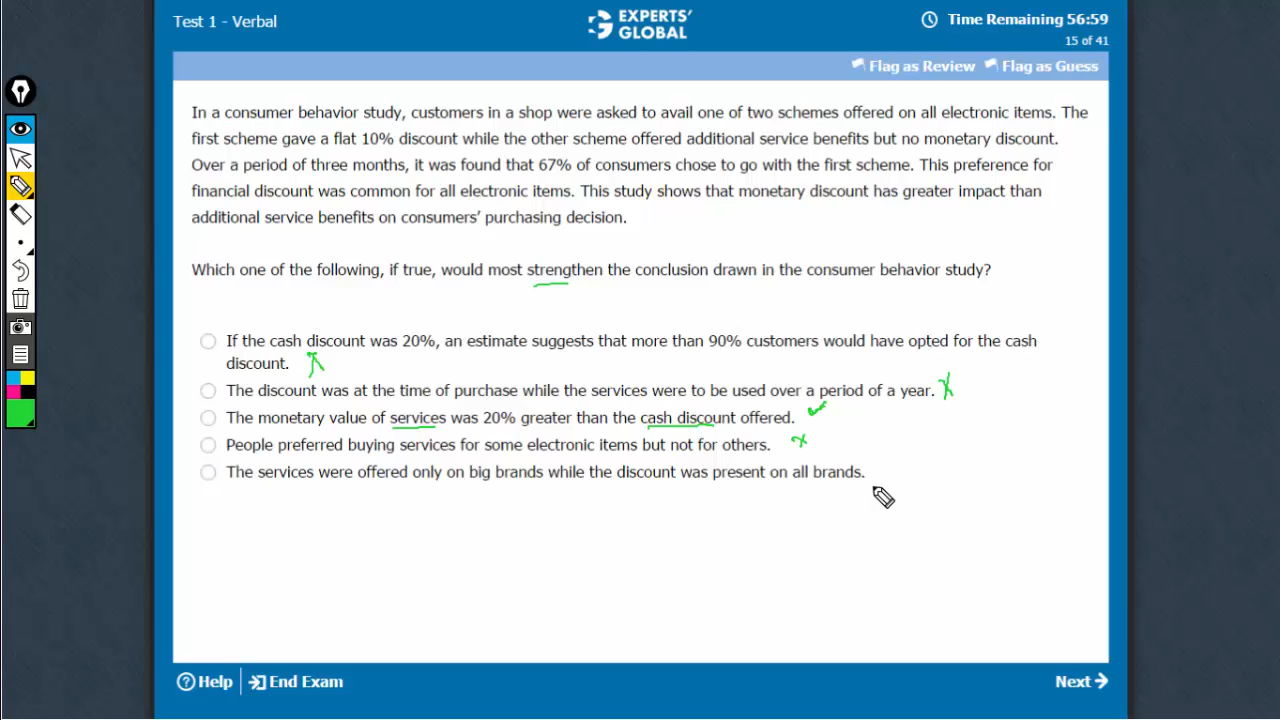 Test 1 - Verbal
EXPERTS'
GLOBAL
Time Remaining 56:59
15 of 41
Flag as Review Flag as Guess
In a consumer behavior study, customers in a shop were asked to avail one of two schemes offered on all electronic items. The
first scheme gave a flat 10% discount while the other scheme offered additional service benefits but no monetary discount.
Over a period of three months, it was found that 67% of consumers chose to go with the first scheme. This preference for
financial discount was common for all electronic items. This study shows that monetary discount has greater impact than
additional service benefits on consumers' purchasing decision.
Which one of the following, if true, would most strengthen the conclusion drawn in the consumer behavior study?
If the cash discount was 20%, an estimate suggests that more than 90% customers would have opted for the cash
discount.
The discount was at the time of purchase while the services were to be used over a period of a year.
The monetary value of services was 20% greater than the cash discount offered.
People preferred buying services for some electronic items but not for others.
The services were offered only on big brands while the discount was present on all brands.
Help End Exam
Next